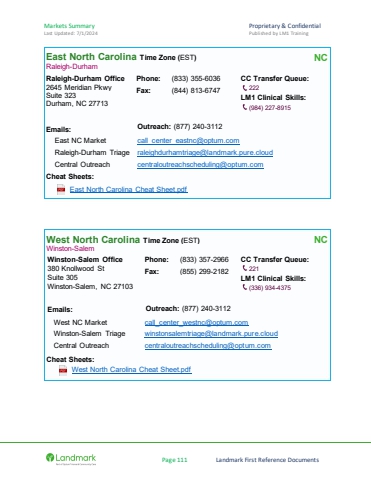 Markets Summary Proprietary & Confidential
Last Updated: 7/1/2024 Published by LMK Training
East North Carolina Time Zone (EST) NC
Raleigh-Durham
Raleigh-Durham Office Phone: (833) 355-6036 CC Transfer Queue:
2645 Meridian Pkwy Fax: (844) 813-6747 222
Suite 323 LM1 Clinical Skills:
Durham, NC 27713 (984) 227-8915
Outreach: (877) 240-3112
Emails:
East NC Market call_center_eastnc@optum.com
Raleigh-Durham Triage raleighdurhamtriage@landmark.pure.cloud
Central Outreach centraloutreachscheduling@optum.com
Cheat Sheets:
East North Carolina Cheat Sheet.pdf
West North Carolina Time Zone (EST) NC
Winston-Salem
Winston-Salem Office Phone: (833) 357-2966 CC Transfer Queue:
380 Knollwood St Fax: (855) 299-2182 221
Suite 305 LM1 Clinical Skills:
Winston-Salem, NC 27103 (336) 934-4375
Emails: Outreach: (877) 240-3112
West NC Market call_center_westnc@optum.com
Winston-Salem Triage winstonsalemtriage@landmark.pure.cloud
Central Outreach centraloutreachscheduling@optum.com
Cheat Sheets:
West North Carolina Cheat Sheet.pdf
Landmark Page 111 Landmark First Reference Documents